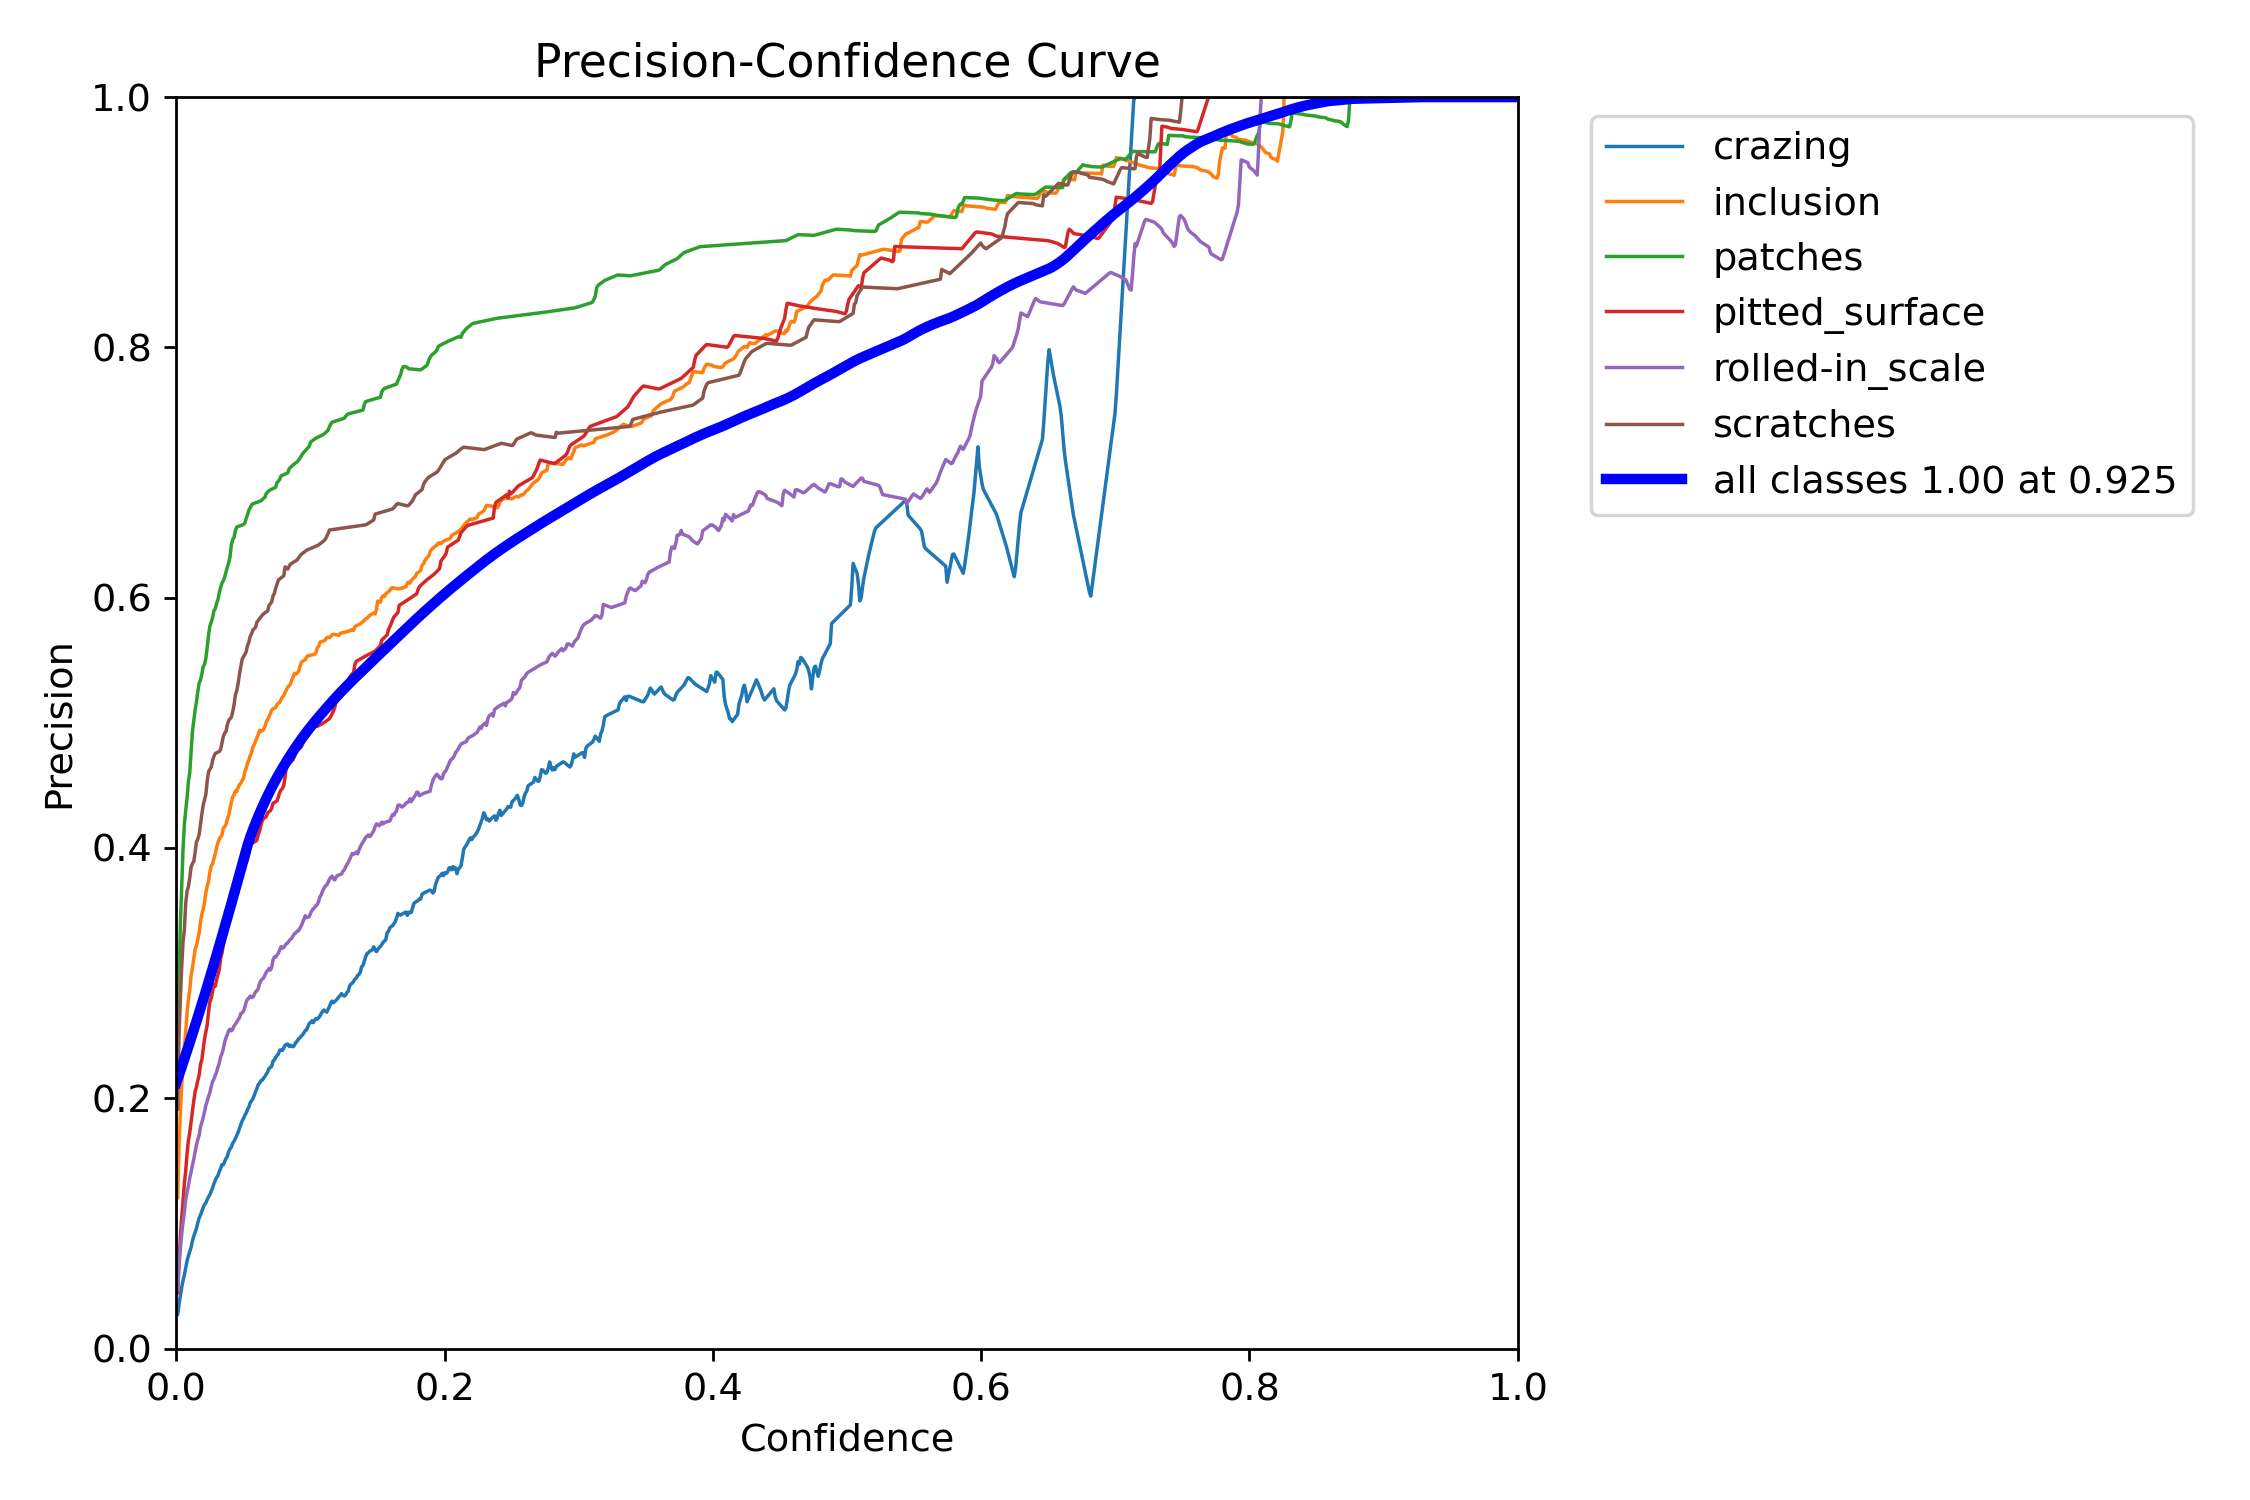 Precision-Confidence Curve
1.0
0.8
0.6
0.4
0.2
0.0
Precision
0.0 0.2 0.4 0.6 0.8 1.0
Confidence
crazing
inclusion
patches
pitted_surface
rolled-in_scale
scratches
all classes 1.00 at 0.925